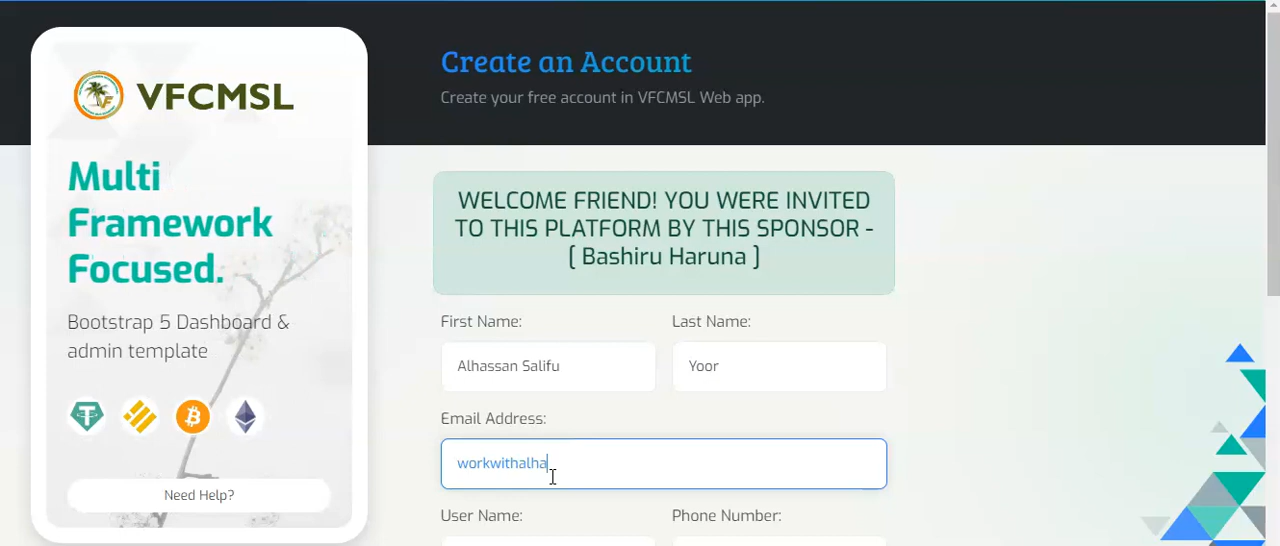 VFCMSL
Multi
Framework
Focused.
Bootstrap 5 Dashboard &
admin template
Need Help?
Create an Account
Create your free account in VFCMSL Web app.
WELCOME FRIEND! YOU WERE INVITED
TO THIS PLATFORM BY THIS SPONSOR -
[ Bashiru Haruna ]
First Name:
Last Name:
Alhassan Salifu
Yoor
Email Address:
workwithalha
User Name:
Phone Number: